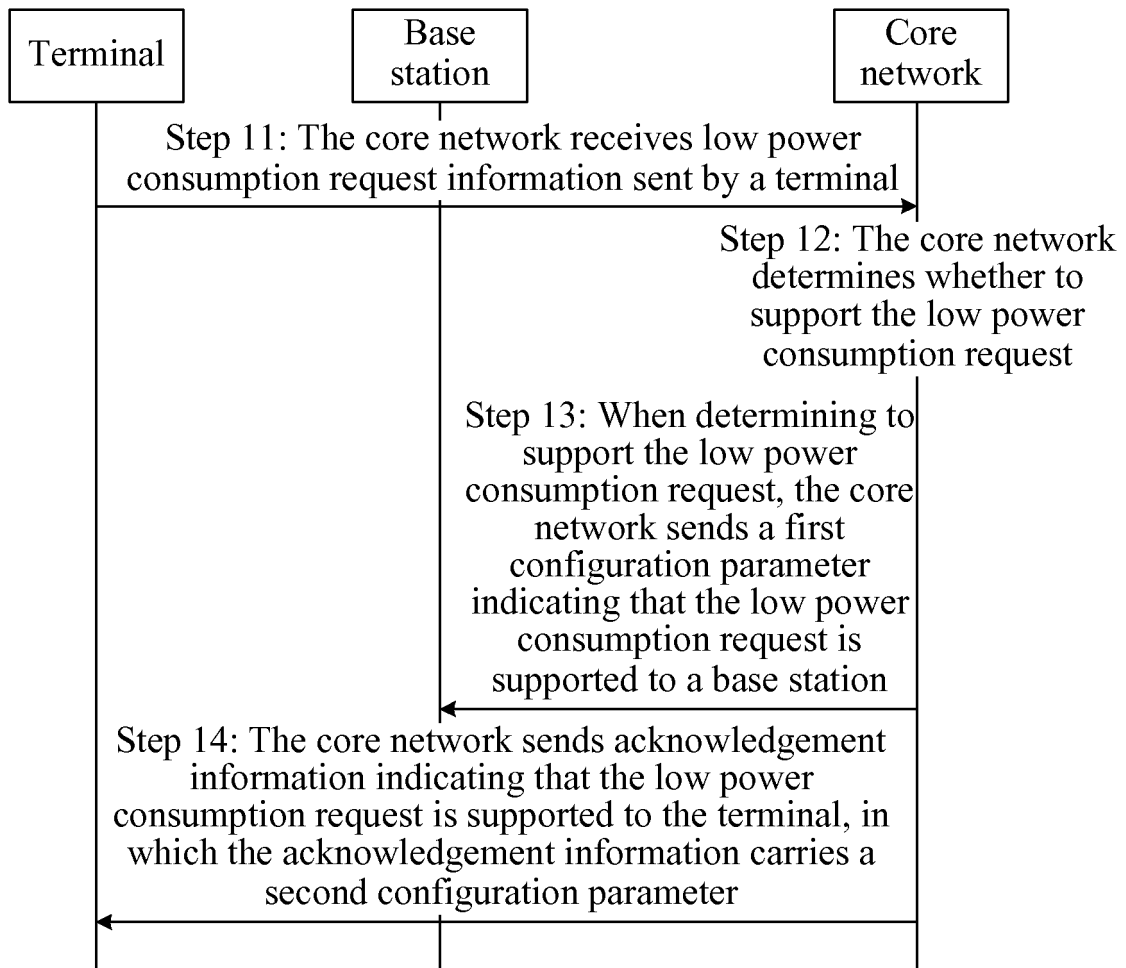 Terminal
Base
station
Core
network
Step 11: The core network receives low power
consumption request information sent by a terminal
Step 12: The core network
determines whether to
support the low power
consumption request
Step 13: When determining to
support the low power
consumption request, the core
network sends a first
configuration parameter
indicating that the low power
consumption request is
supported to a base station
Step 14: The core network sends acknowledgement
information indicating that the low power
consumption request is supported to the terminal, in
which the acknowledgement information carries a
second configuration parameter